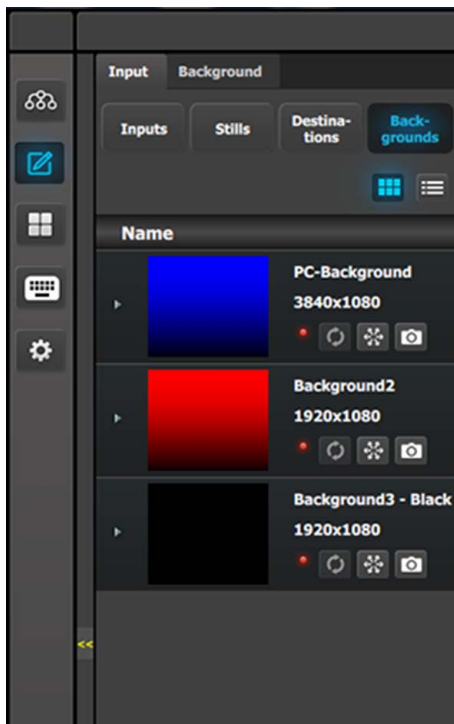 Input Background
Inputs Stills Destina-
tions Back-
grounds
Name
PC-Background
3840x1080
Background2
1920x1080
Background3 - Black
1920x1080
<<